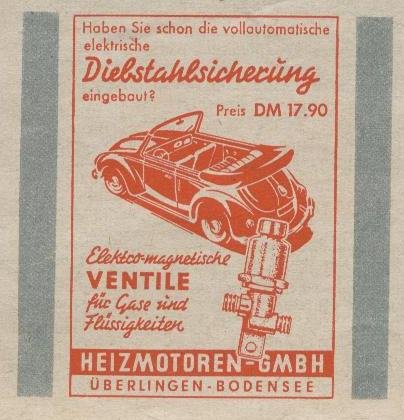 Haben Sie schon die vollautomatische
elektrische
Diebstahlsicherung
eingebaut?
Preis DM 17.90
Elektro-magnetische
VENTILE
für Gase und
Flüssigkeiten
HEIZMOTOREN-GMBH
ÜBERLINGEN-BODENSEE